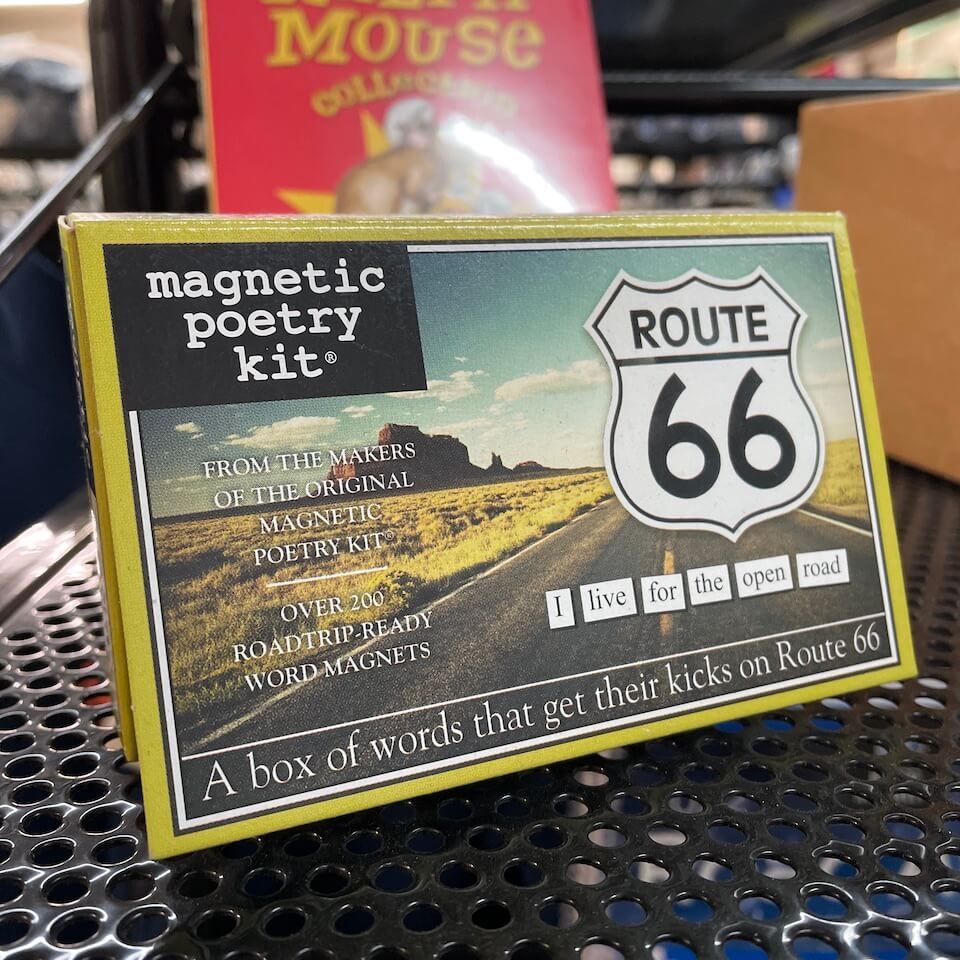 MOUSE
COLLECTION
magnetic
poetry
kit®
ROUTE
66
FROM THE MAKERS
OF THE ORIGINAL
MAGNETIC
POETRY KIT®
OVER 200
ROADTRIP-READY
WORD MAGNETS
I live for the open road
A box of words that get their kicks on Route 66